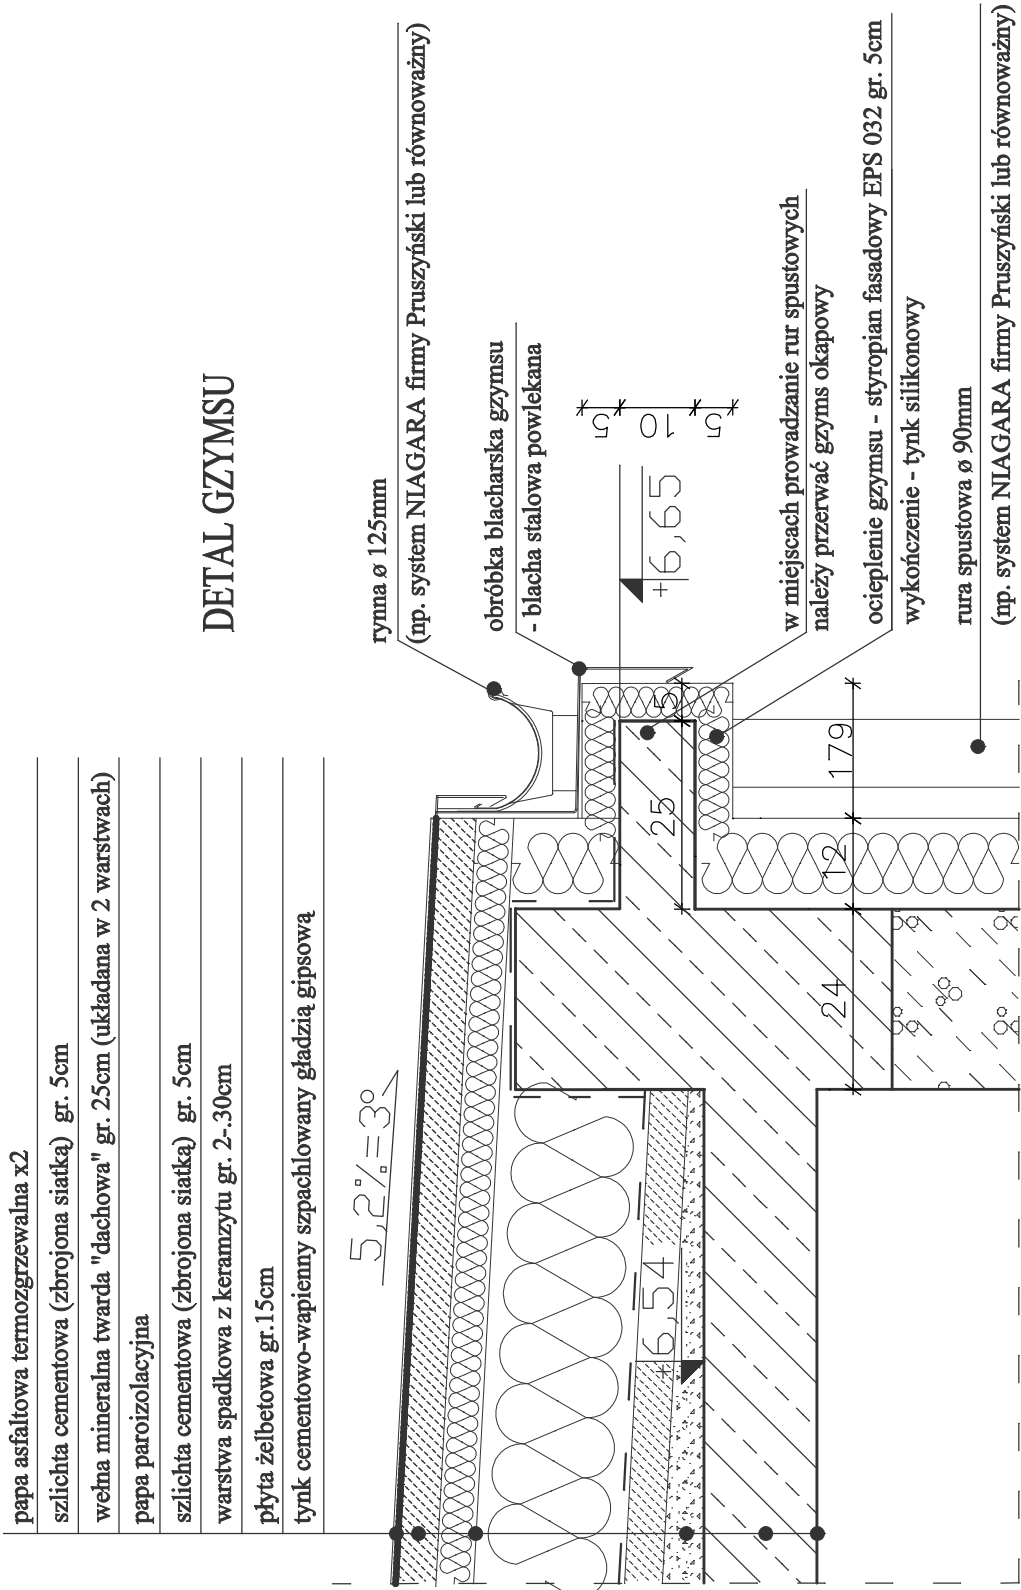 papa asfaltowa termozgrzewalna x2
szlichta cementowa (zbrojona siatką) gr. 5cm
wełna mineralna twarda "dachowa" gr. 25cm (układana w 2 warstwach)
papa paroizolacyjna
szlichta cementowa (zbrojona siatką) gr. 5cm
warstwa spadkowa z keramzytu gr. 2-.30cm
płyta żelbetowa gr.15cm
tynk cementowo-wapienny szpachlowany gładzią gipsową
DETAL GZYMSU
rynna ø 125mm
(np. system NIAGARA firmy Pruszyński lub równoważny)
obróbka blacharska gzymsu
- blacha stalowa powlekana
w miejscach prowadzanie rur spustowych
należy przerwać gzyms okapowy
ocieplenie gzymsu - styropian fasadowy EPS 032 gr. 5cm
wykończenie - tynk silikonowy
rura spustowa ø 90mm
(np. system NIAGARA firmy Pruszyński lub równoważny)
5,2%=3°
5
10
5
+6,65
+6,54
25
5
24
12
179